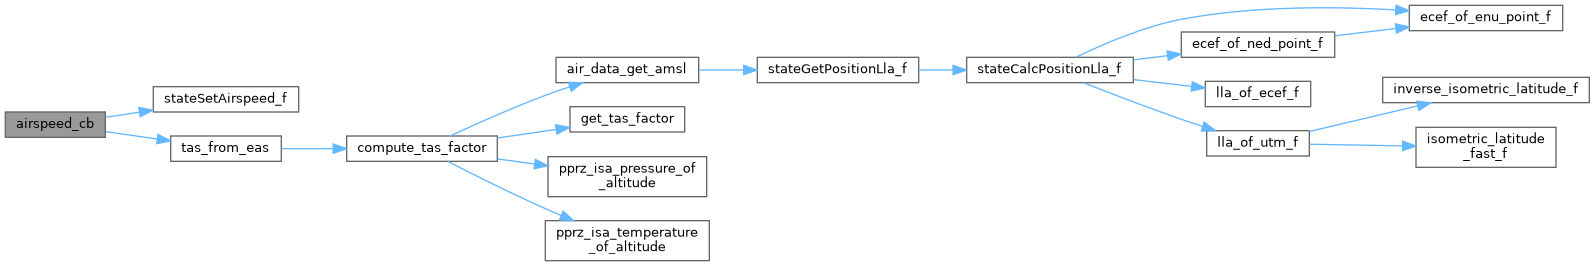 airspeed_cb
stateSetAirspeed_f
tas_from_eas
compute_tas_factor
air_data_get_amsl
get_tas_factor
pprz_isa_pressure_of
_altitude
pprz_isa_temperature
_of_altitude
stateGetPositionLla_f
stateCalcPositionLla_f
ecef_of_ned_point_f
ecef_of_enu_point_f
lla_of_ecef_f
lla_of_utm_f
inverse_isometric_latitude_f
isometric_latitude
_fast_f